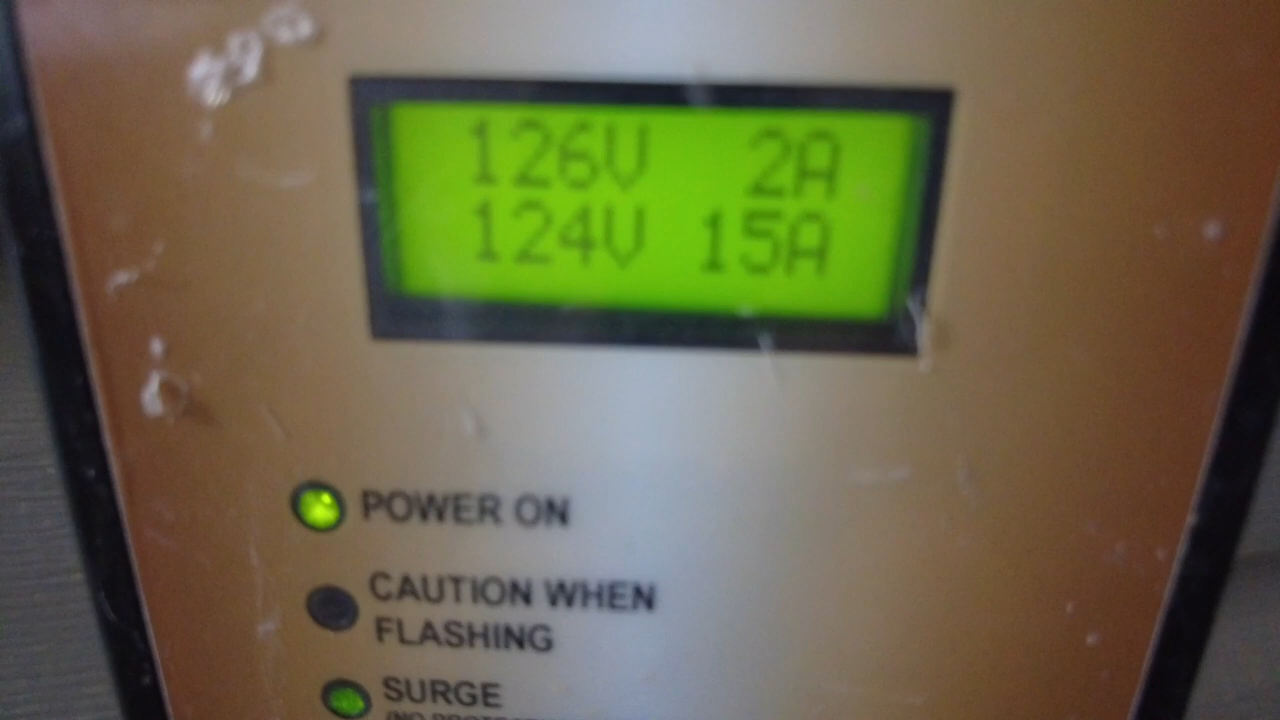 126V 2A
124V 15A
POWER ON
CAUTION WHEN
FLASHING
SURGE